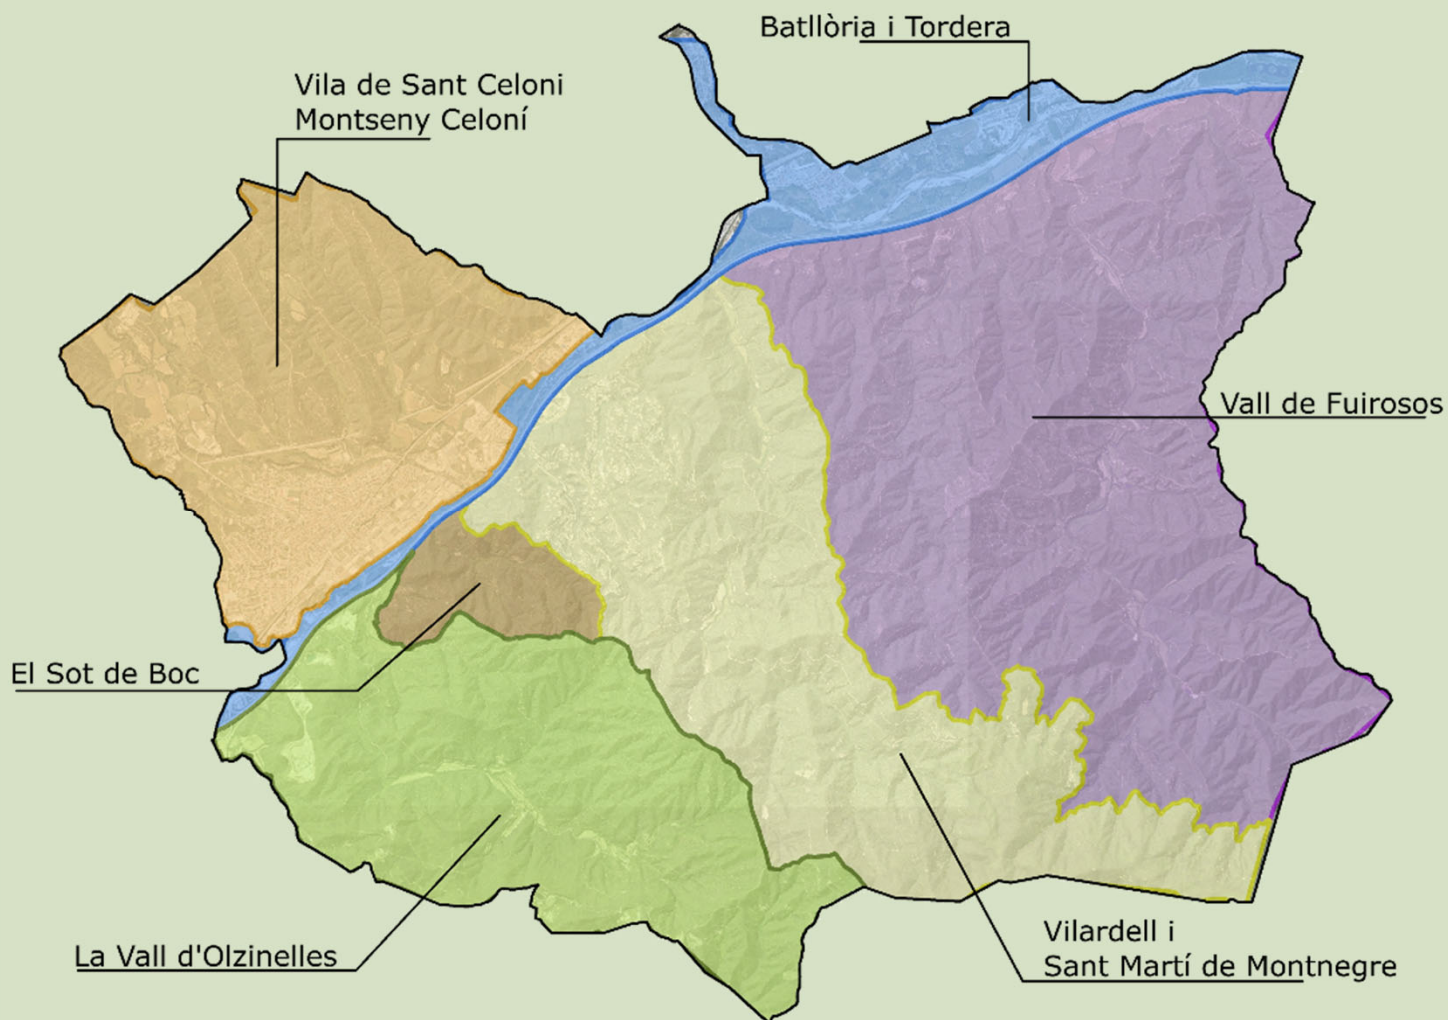 Batllòria i Tordera
Vila de Sant Celoni
Montseny Celoní
Vall de Fuirosos
El Sot de Boc
La Vall d'Olzinelles
Vilardell i
Sant Martí de Montnegre